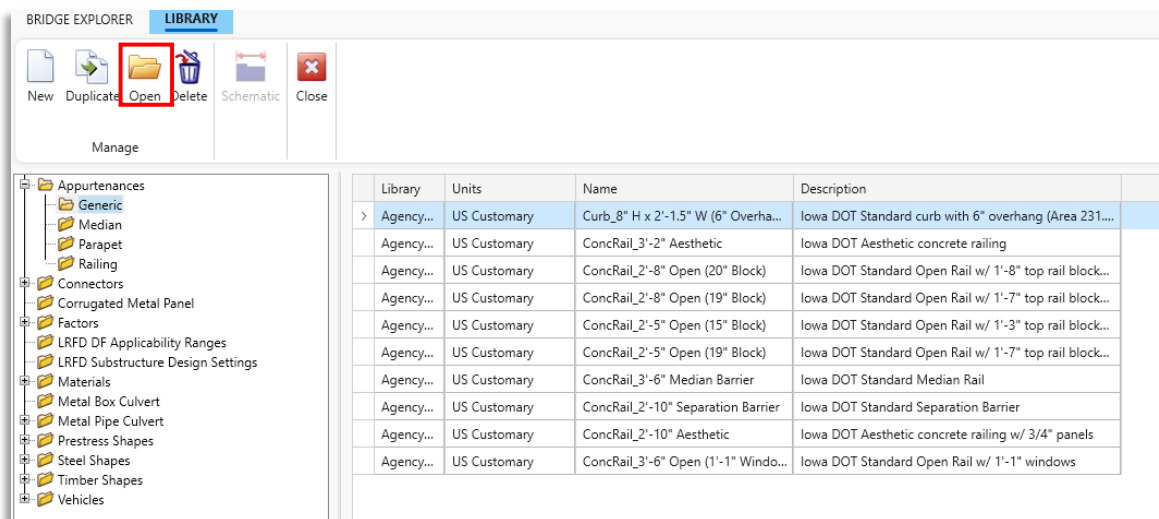 BRIDGE EXPLORER LIBRARY
New Duplicate Open Delete Schematic Close
Manage
Appurtenances
Generic
Median
Parapet
Railing
Connectors
Corrugated Metal Panel
Factors
LRFD DF Applicability Ranges
LRFD Substructure Design Settings
Materials
Metal Box Culvert
Metal Pipe Culvert
Prestress Shapes
Steel Shapes
Timber Shapes
Vehicles
Library Units Name Description
Agency... US Customary Curb_8" H x 2'-1.5" W (6" Overha... Iowa DOT Standard curb with 6" overhang (Area 231....
Agency... US Customary ConcRail_3'-2" Aesthetic Iowa DOT Aesthetic concrete railing
Agency... US Customary ConcRail_2'-8" Open (20" Block) Iowa DOT Standard Open Rail w/ 1'-8" top rail block...
Agency... US Customary ConcRail_2'-8" Open (19" Block) Iowa DOT Standard Open Rail w/ 1'-7" top rail block...
Agency... US Customary ConcRail_2'-5" Open (15" Block) Iowa DOT Standard Open Rail w/ 1'-3" top rail block...
Agency... US Customary ConcRail_2'-5" Open (19" Block) Iowa DOT Standard Open Rail w/ 1'-7" top rail block...
Agency... US Customary ConcRail_3'-6" Median Barrier Iowa DOT Standard Median Rail
Agency... US Customary ConcRail_2'-10" Separation Barrier Iowa DOT Standard Separation Barrier
Agency... US Customary ConcRail_2'-10" Aesthetic Iowa DOT Aesthetic concrete railing w/ 3/4" panels
Agency... US Customary ConcRail_3'-6" Open (1'-1" Windo... Iowa DOT Standard Open Rail w/ 1'-1" windows